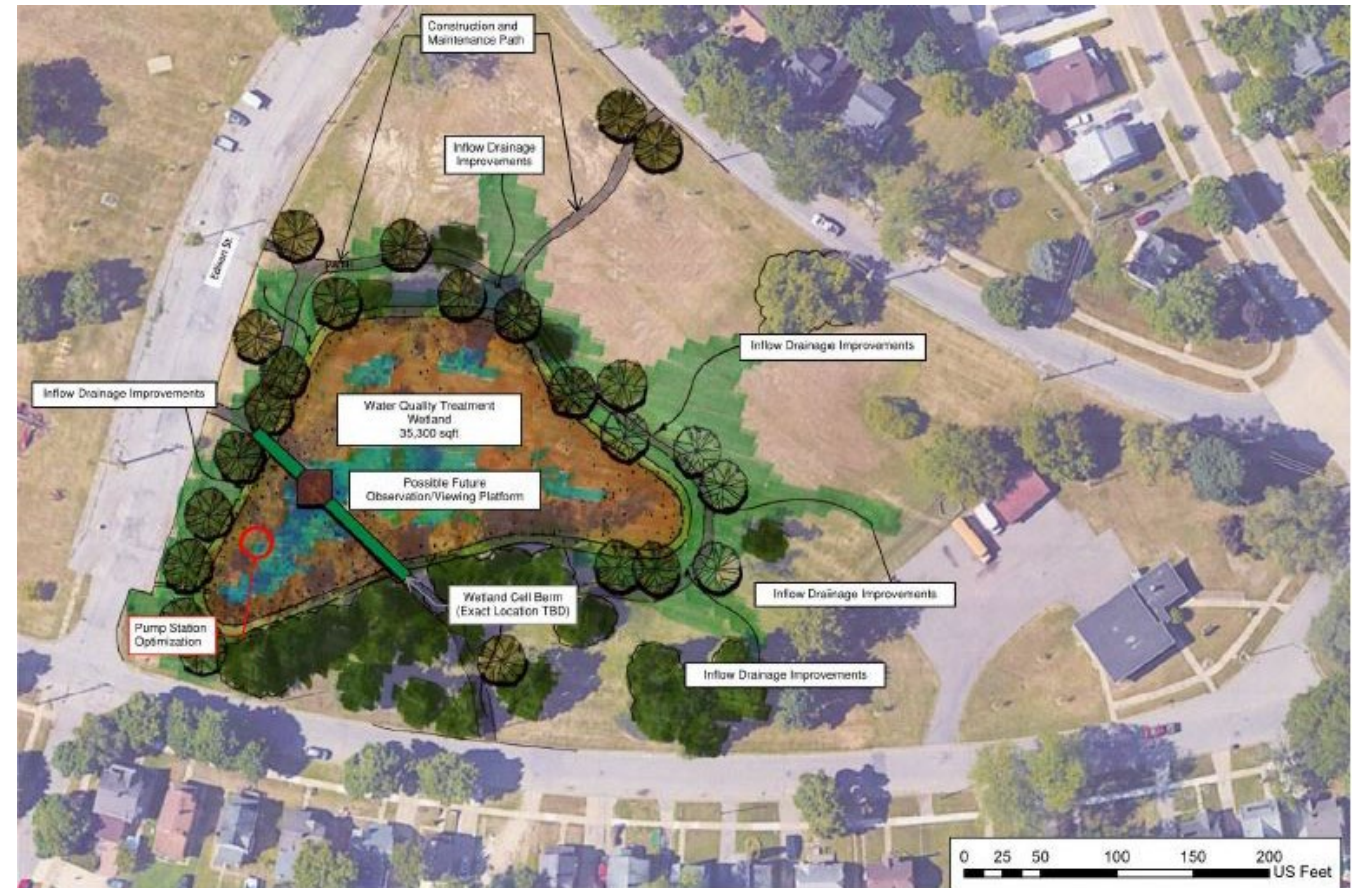 Construction and
Maintenance Path
Inflow Drainage
Improvements
Edison St.
PATH
Inflow Drainage Improvements
Inflow Drainage Improvements
Water Quality Treatment
Wetland
35,300 sqft
Possible Future
Observation/Viewing Platform
Wetland Cell Berm
(Exact Location TBD)
Inflow Drainage Improvements
Pump Station
Optimization
Inflow Drainage Improvements
0 25 50 100 150 200
US Feet